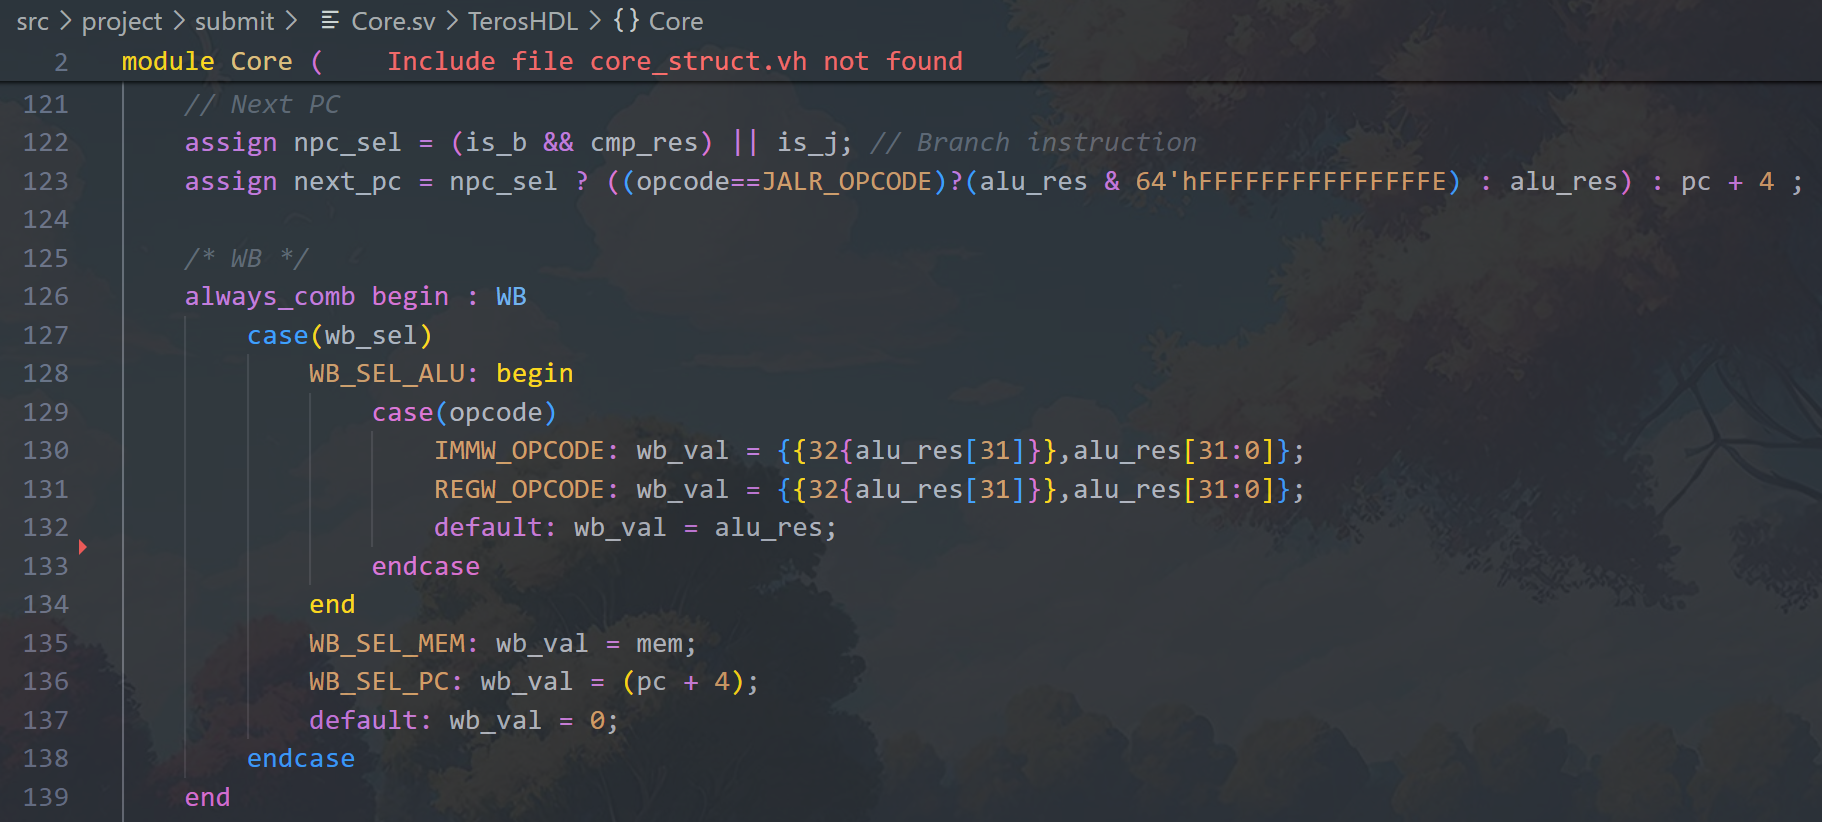 src > project > submit > Core.sv > TerosHDL > {} Core
2 module Core ( Include file core_struct.vh not found
121 // Next PC
122 assign npc_sel = (is_b && cmp_res) || is_j; // Branch instruction
123 assign next_pc = npc_sel ? ((opcode==JALR_OPCODE)?(alu_res & 64'hFFFFFFFFFFFFFFFE) : alu_res) : pc + 4 ;
124
125 /* WB */
126 always_comb begin : WB
127 case(wb_sel)
128 WB_SEL_ALU: begin
129 case(opcode)
130 IMMW_OPCODE: wb_val = {{32{alu_res[31]}},alu_res[31:0]};
131 REGW_OPCODE: wb_val = {{32{alu_res[31]}},alu_res[31:0]};
132 default: wb_val = alu_res;
133 endcase
134 end
135 WB_SEL_MEM: wb_val = mem;
136 WB_SEL_PC: wb_val = (pc + 4);
137 default: wb_val = 0;
138 endcase
139 end